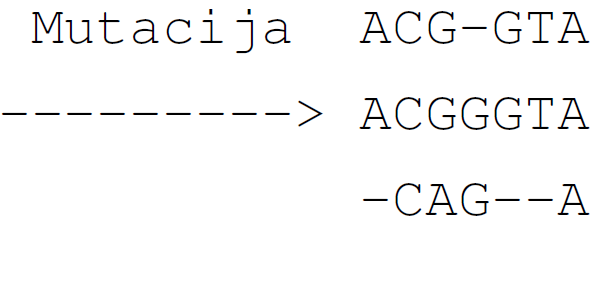 Mutacija ACG-GTA
---------> ACGGGTA
-CAG--A